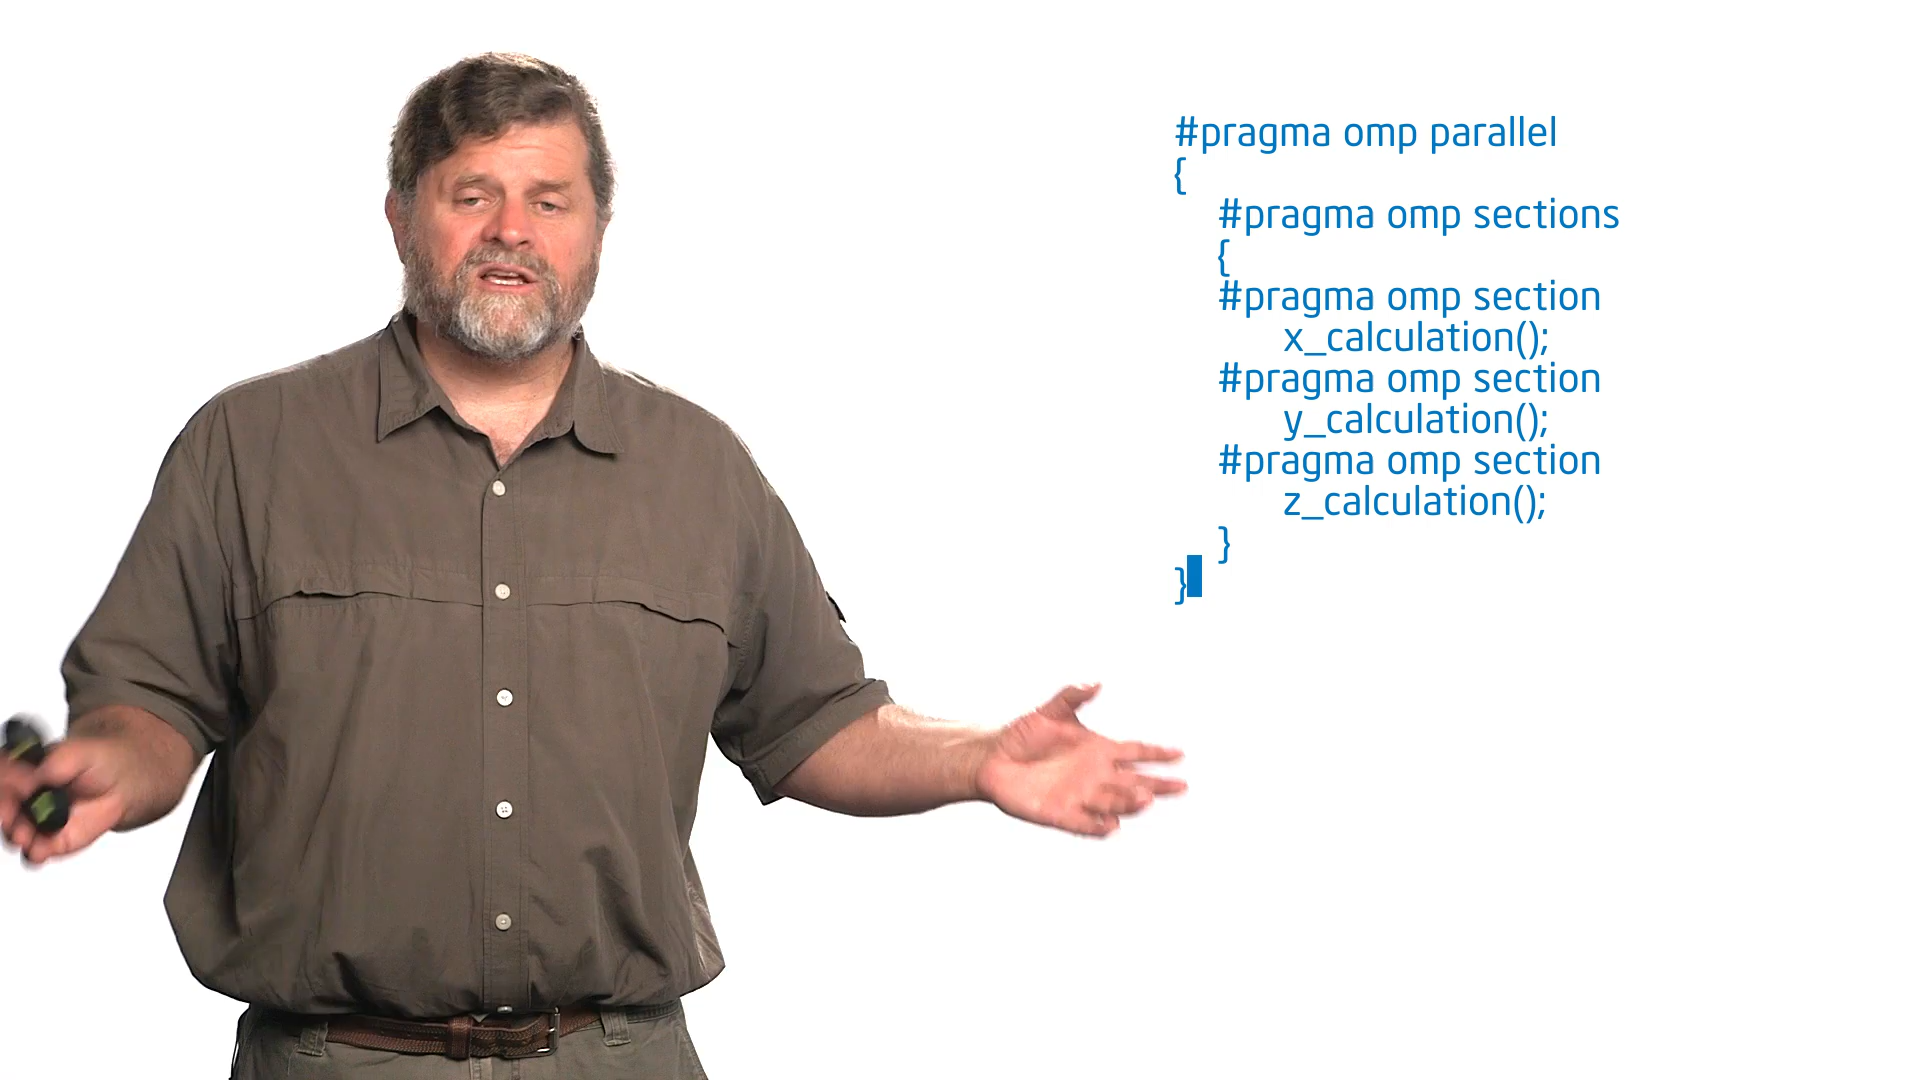 #pragma omp parallel
{
#pragma omp sections
{
#pragma omp section
x_calculation();
#pragma omp section
y_calculation();
#pragma omp section
z_calculation();
}
}